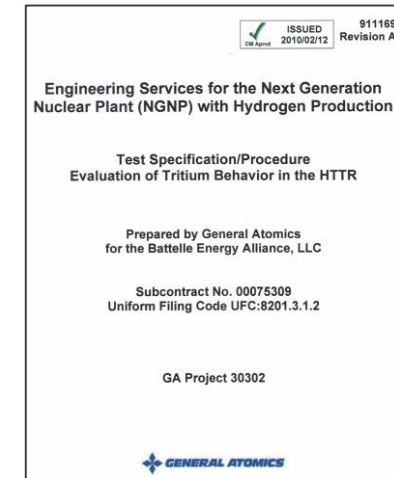 CM Aprvd
ISSUED
2010/02/12
911169
Revision A
Engineering Services for the Next Generation
Nuclear Plant (NGNP) with Hydrogen Production
Test Specification/Procedure
Evaluation of Tritium Behavior in the HTTR
Prepared by General Atomics
for the Battelle Energy Alliance, LLC
Subcontract No. 00075309
Uniform Filing Code UFC:8201.3.1.2
GA Project 30302
GENERAL ATOMICS